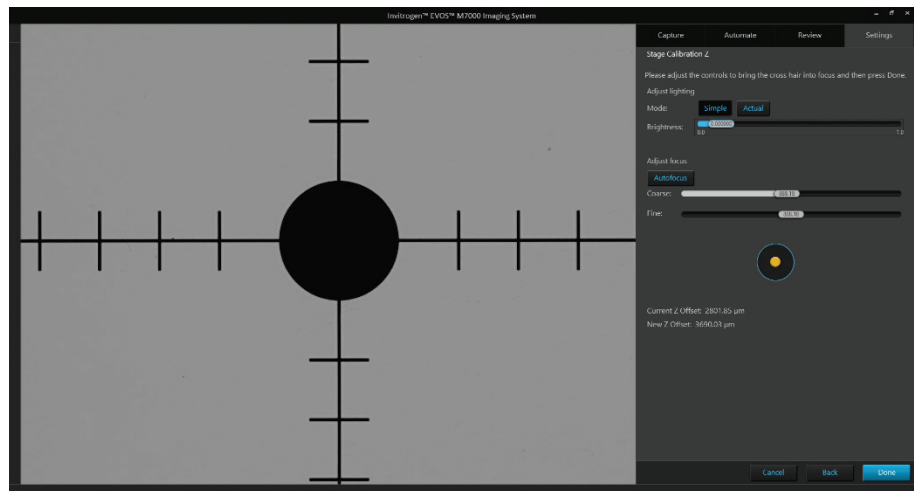 Invitrogen™ EVOS™ M7000 Imaging System
Capture Automate Review Settings
Stage Calibration Z
Please adjust the controls to bring the cross hair into focus and then press Done.
Adjust lighting
Mode: Simple Actual
Brightness:
0.0 1.0
Adjust focus
Autofocus
Coarse: 888.18
Fine:
Current Z Offset: 2801.85 μm
New Z Offset: 3690.03 μm
Cancel Back Done